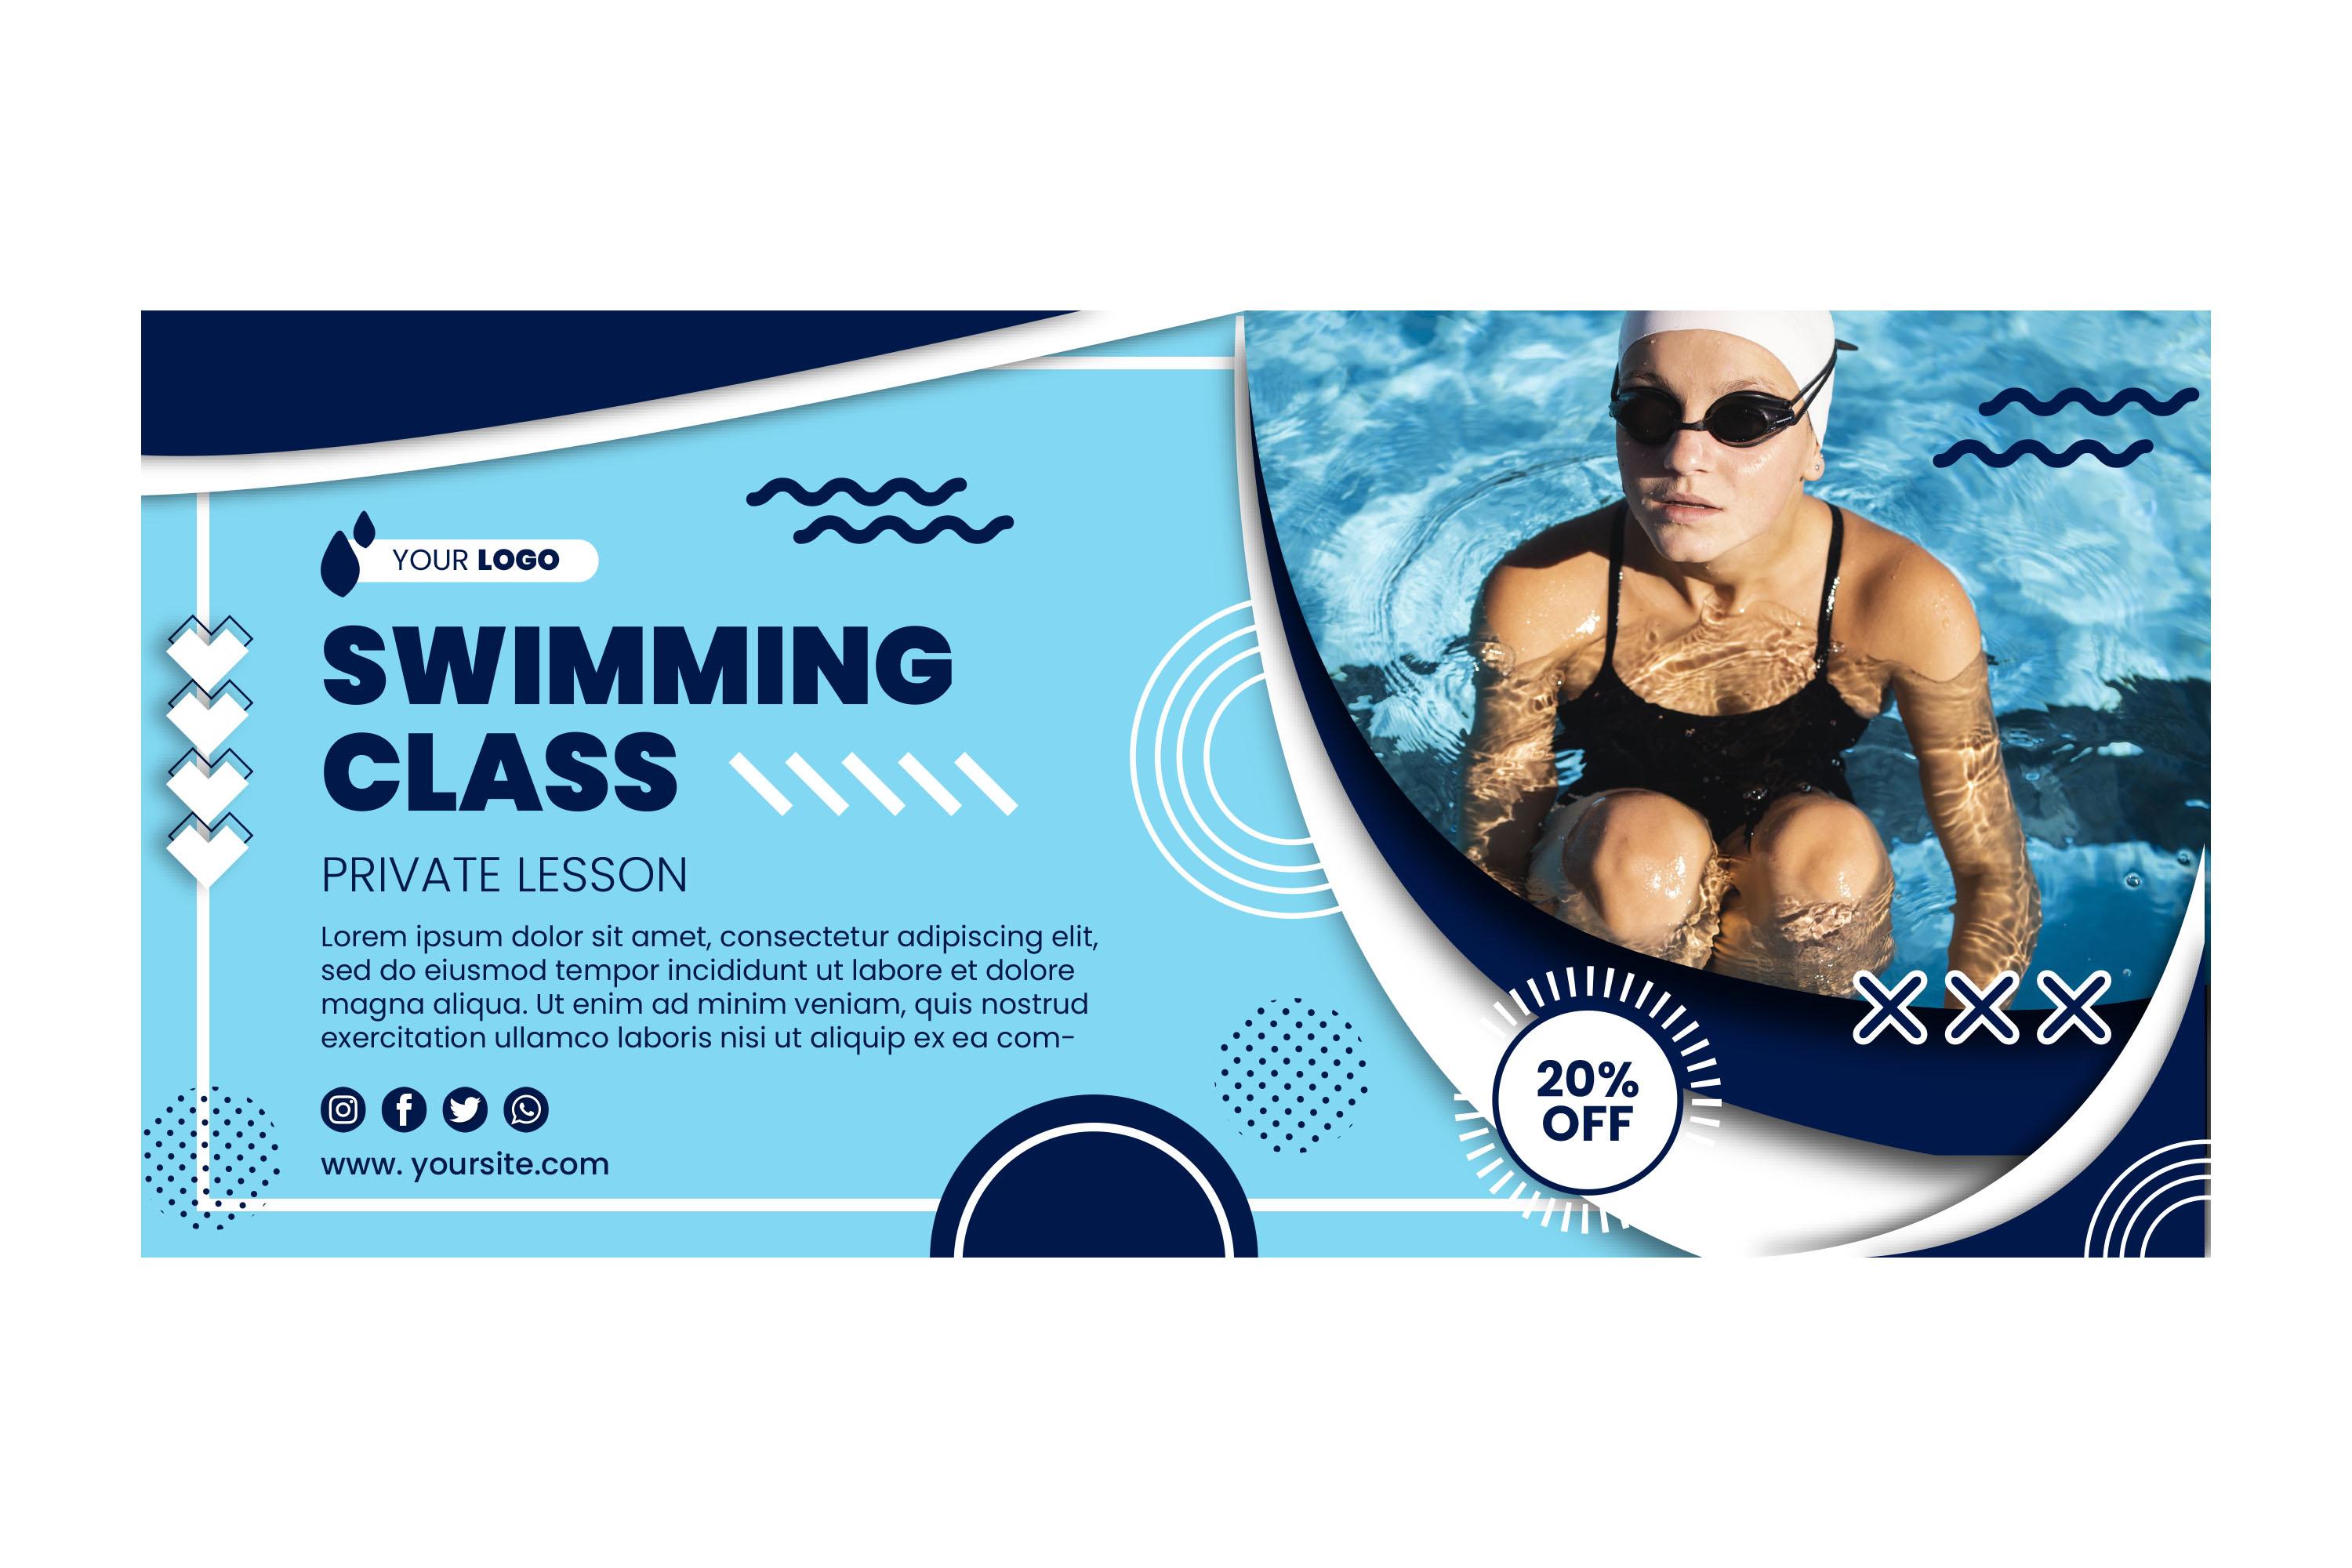 YOUR LOGO
SWIMMING
CLASS
PRIVATE LESSON
Lorem ipsum dolor sit amet, consectetur adipiscing elit,
sed do eiusmod tempor incididunt ut labore et dolore
magna aliqua. Ut enim ad minim veniam, quis nostrud
exercitation ullamco laboris nisi ut aliquip ex ea com-
www. yoursite.com
20%
OFF